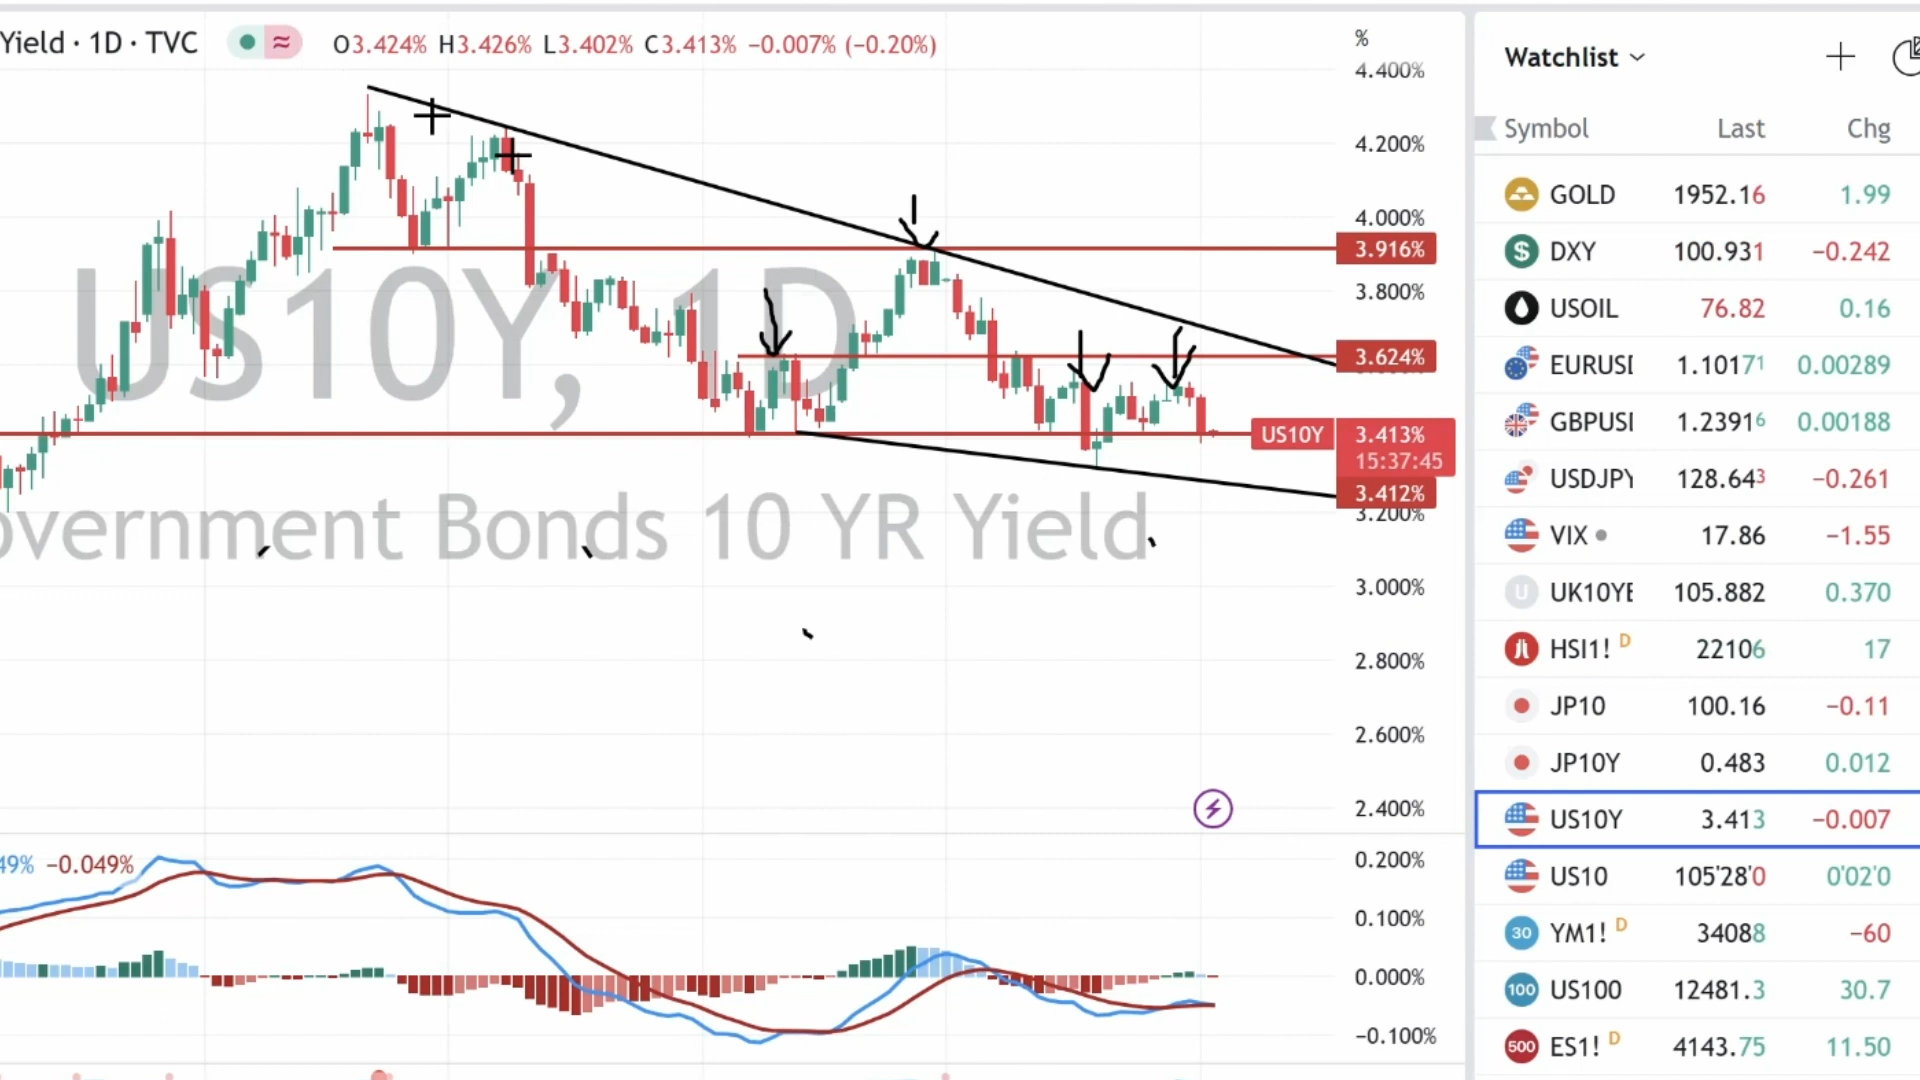 Yield · 1D · TVC
O3.424% H3.426% L3.402% C3.413% −0.007% (−0.20%)
%
4.400%
4.200%
4.000%
3.916%
3.800%
3.624%
US10Y 3.413%
15:37:45
3.412%
3.200%
3.000%
2.800%
2.600%
2.400%
US10Y, 1D
overnment Bonds 10 YR Yield
49% −0.049%
0.200%
0.100%
0.000%
−0.100%
Watchlist
Symbol Last Chg
GOLD 1952.16 1.99
DXY 100.931 −0.242
USOIL 76.82 0.16
EURUSD 1.10171 0.00289
GBPUSD 1.23916 0.00188
USDJPY 128.643 −0.261
VIX 17.86 −1.55
U UK10YE 105.882 0.370
HSI1! D 22106 17
JP10 100.16 −0.11
JP10Y 0.483 0.012
US10Y 3.413 −0.007
US10 105'28'0 0'02'0
30 YM1! D 34088 −60
100 US100 12481.3 30.7
500 ES1! D 4143.75 11.50